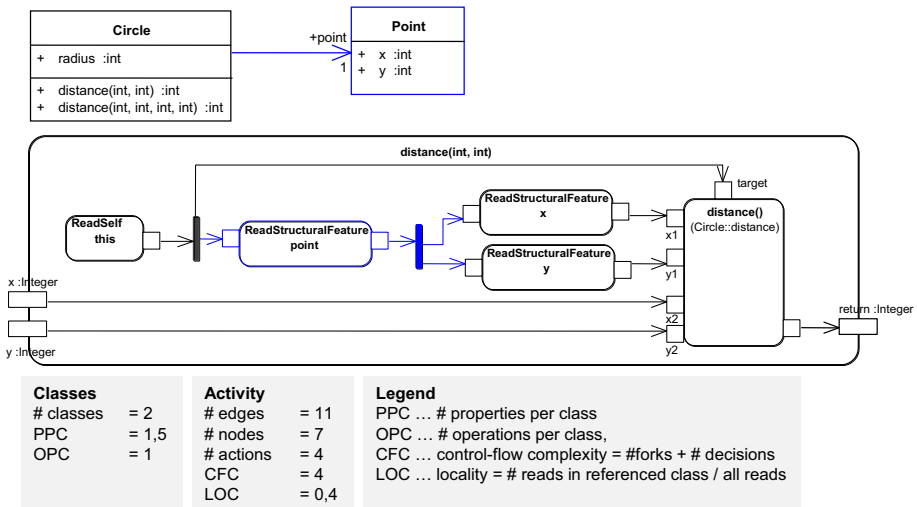 Circle
+ radius :int
+ distance(int, int) :int
+ distance(int, int, int, int) :int
+point
1
Point
+ x :int
+ y :int
distance(int, int)
target
ReadSelf
this
ReadStructuralFeature
point
ReadStructuralFeature
x
ReadStructuralFeature
y
distance()
(Circle::distance)
x1
y1
x2
y2
x :Integer
y :Integer
return :Integer
Classes
# classes = 2
PPC = 1,5
OPC = 1
Activity
# edges = 11
# nodes = 7
# actions = 4
CFC = 4
LOC = 0,4
Legend
PPC … # properties per class
OPC … # operations per class,
CFC … control-flow complexity = #forks + # decisions
LOC … locality = # reads in referenced class / all reads